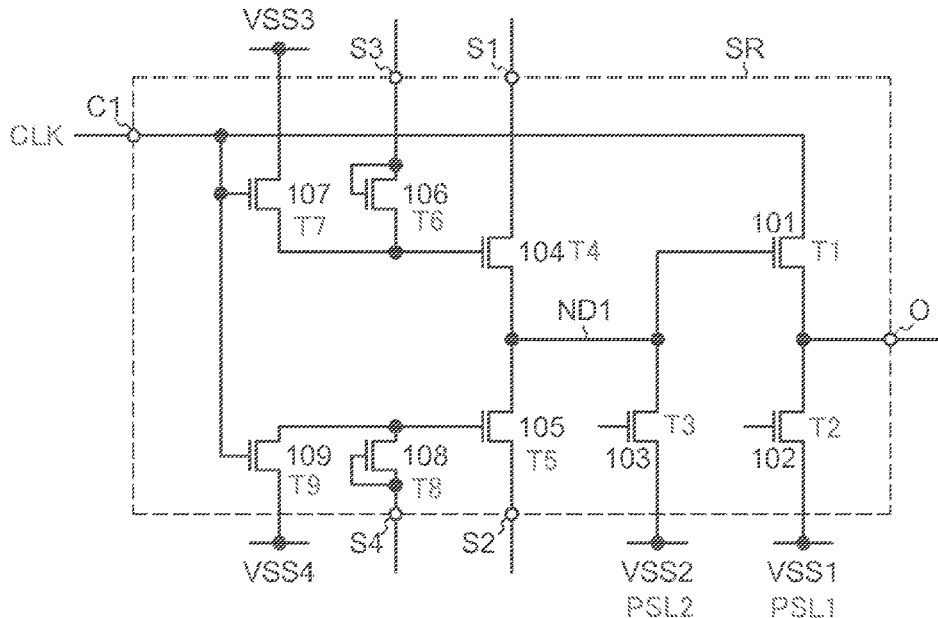 VSS3
S3
S1
SR
C1
CLK
107
T7
106
T6
101
T1
104 T4
ND1
O
109
T9
108
T8
105
T5
T3
103
T2
102
S4
S2
VSS4
VSS2
PSL2
VSS1
PSL1